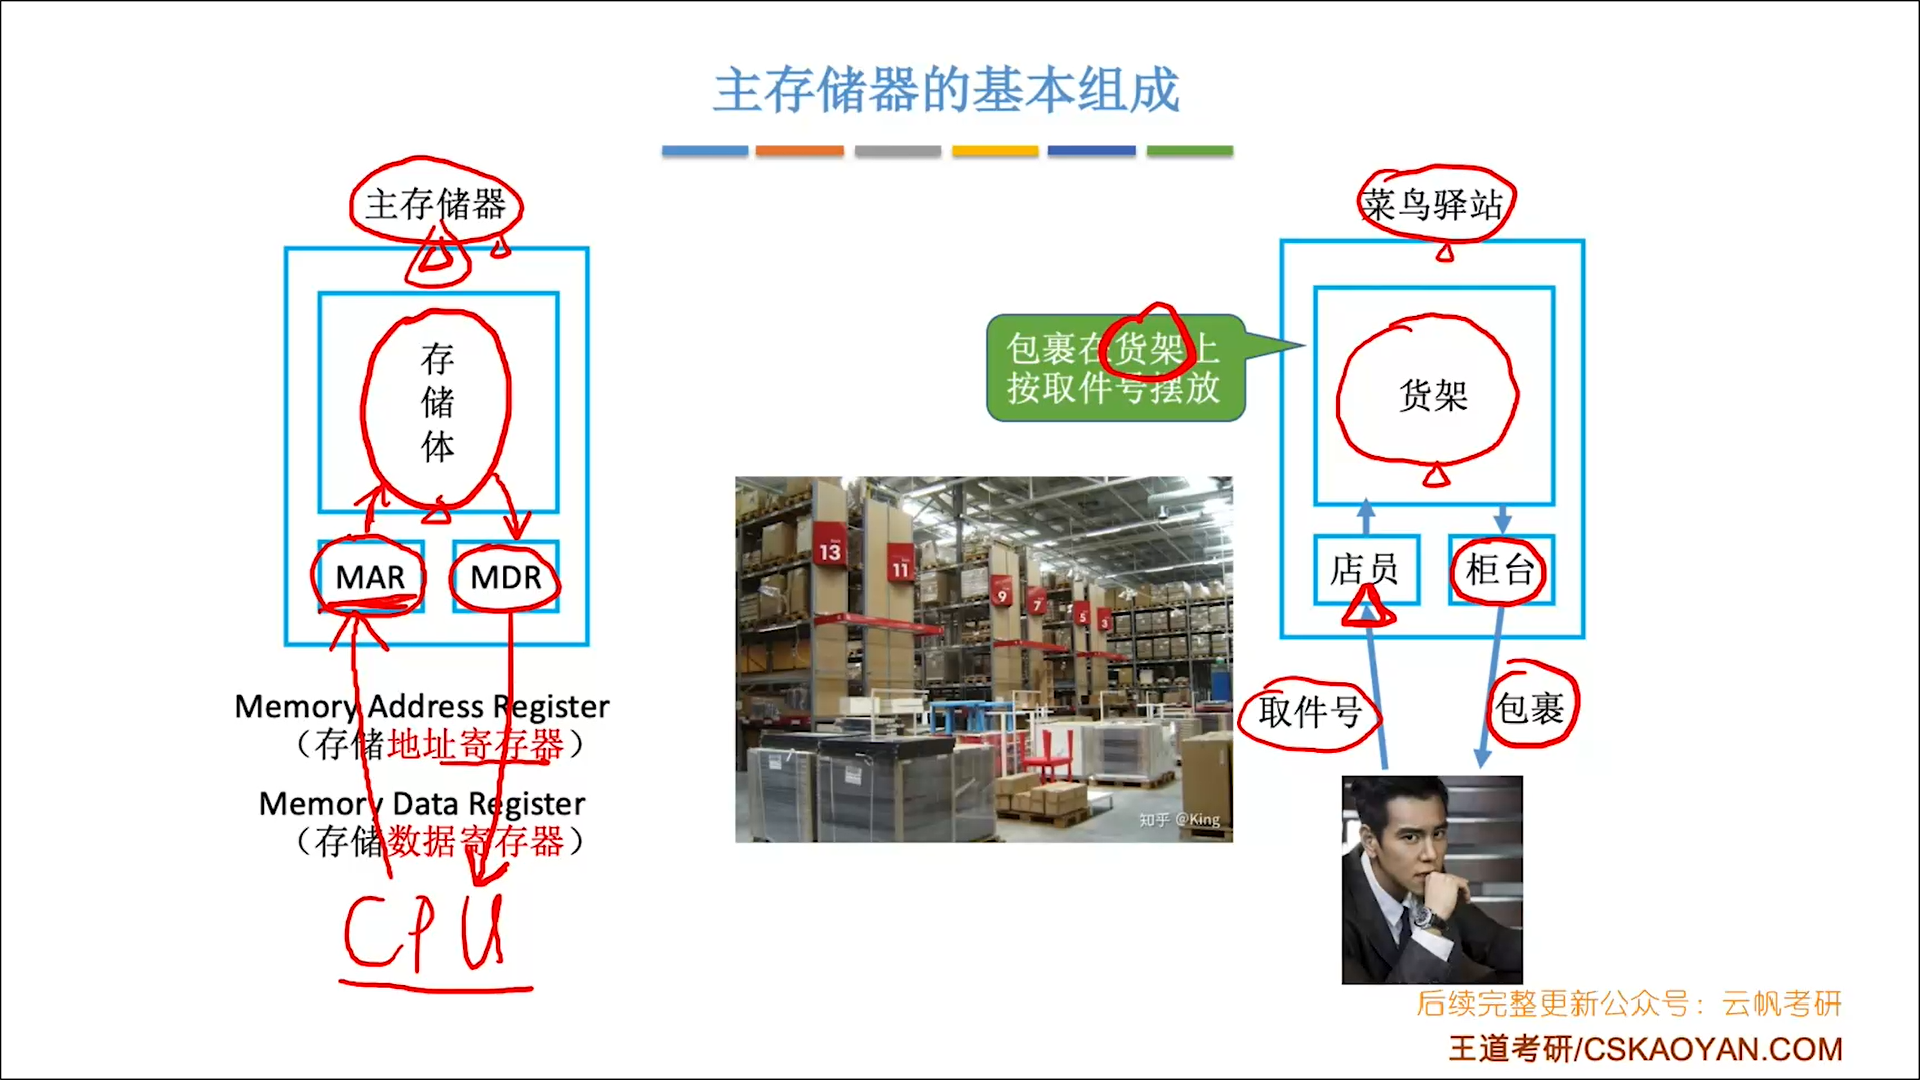 主存储器的基本组成
主存储器
存
储
体
MAR
MDR
Memory Address Register
（存储地址寄存器）
Memory Data Register
（存储数据寄存器）
CPU
包裹在货架上
按取件号摆放
13
11
9
7
5
3
知乎 @King
菜鸟驿站
货架
店员
柜台
取件号
包裹
后续完整更新公众号：云帆考研
王道考研/CSKAOYAN.COM